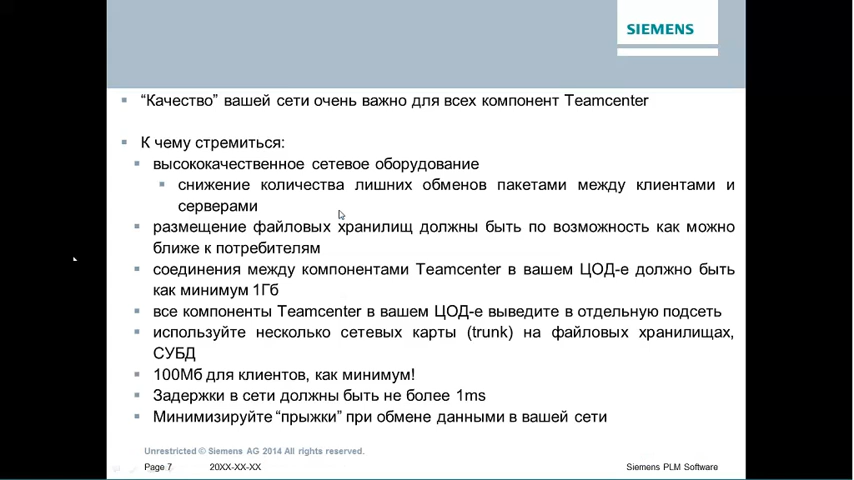 SIEMENS
“Качество” вашей сети очень важно для всех компонент Teamcenter
К чему стремиться:
высококачественное сетевое оборудование
снижение количества лишних обменов пакетами между клиентами и
серверами
размещение файловых хранилищ должны быть по возможность как можно
ближе к потребителям
соединения между компонентами Teamcenter в вашем ЦОД-е должно быть
как минимум 1Гб
все компоненты Teamcenter в вашем ЦОД-е выведите в отдельную подсеть
используйте несколько сетевых карты (trunk) на файловых хранилищах,
СУБД
100Мб для клиентов, как минимум!
Задержки в сети должны быть не более 1ms
Минимизируйте “прыжки” при обмене данными в вашей сети
Unrestricted © Siemens AG 2014 All rights reserved.
Page 7 20XX-XX-XX Siemens PLM Software